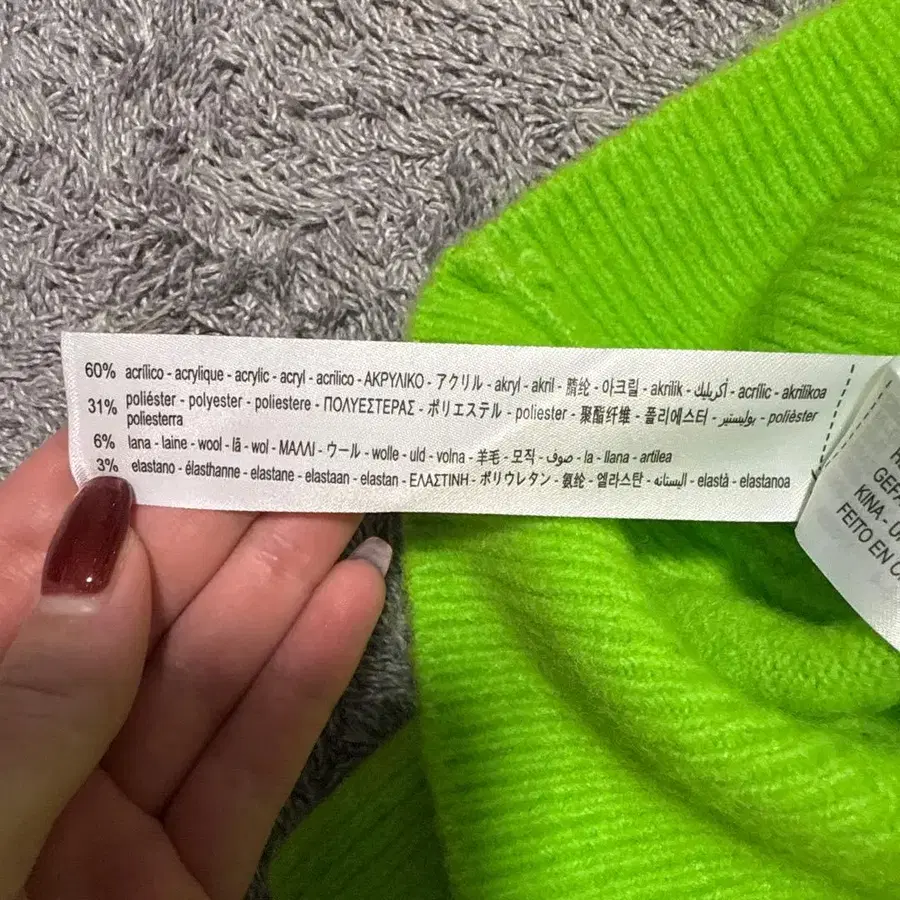 60% acrílico - acrylique - acrylic - acryl - acrilico - ΑΚΡΥΛΙΚΟ - アクリル - akryl - akril - 腈纶 - 아크릴 - akrilik - أكريليك - acrílic - akrilikoa
31% poliéster - polyester - poliestere - ΠΟΛΥΕΣΤΕΡΑΣ - ポリエステル - poliester - 聚酯纤维 - 폴리에스터 - بوليستير - polièster
poliesterra
6% lana - laine - wool - lã - wol - ΜΑΛΛΙ - ウール - wolle - uld - volna - 羊毛 - 모직 - صوف - la - llana - artilea
3% elastano - élasthanne - elastane - elastaan - elastan - ΕΛΑΣΤΙΝΗ - ポリウレタン - 氨纶 - 엘라스탄 - اليستانه - elastà - elastanoa
KINA -
FEITO EN